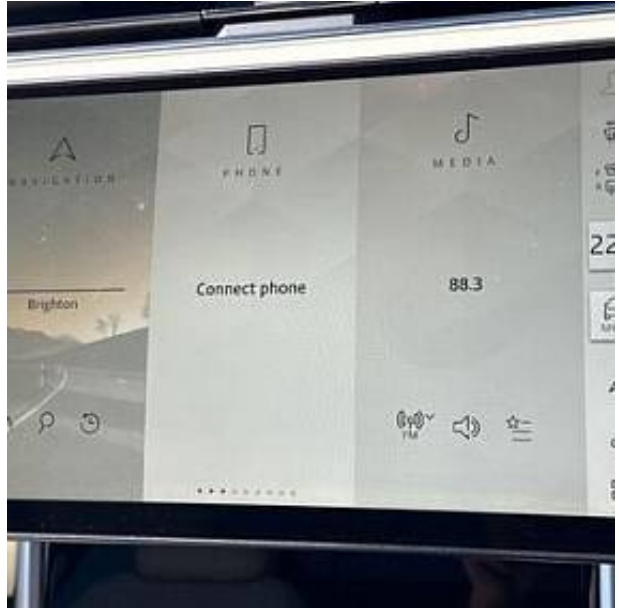 NAVIGATION
Brighton
PHONE
Connect phone
MEDIA
88.3
FM
22